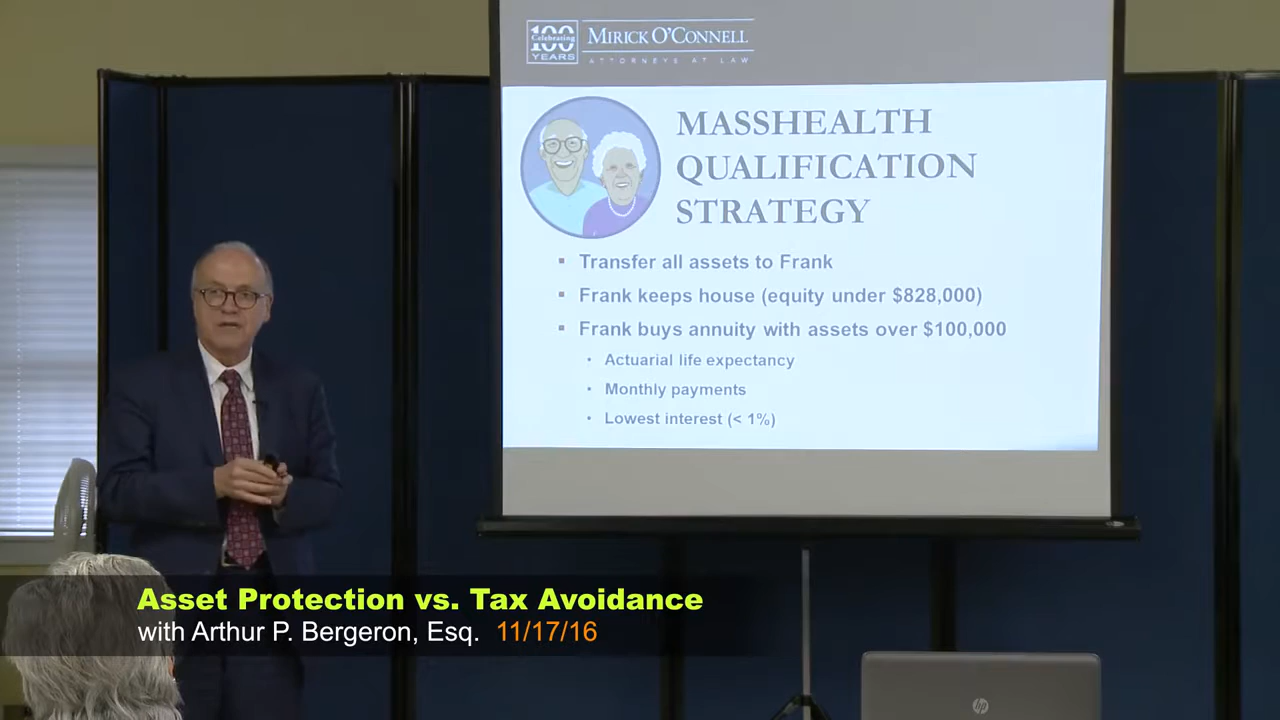 Celebrating
100
YEARS
MIRICK O'CONNELL
ATTORNEYS AT LAW
MASSHEALTH
QUALIFICATION
STRATEGY
▪ Transfer all assets to Frank
▪ Frank keeps house (equity under $828,000)
▪ Frank buys annuity with assets over $100,000
• Actuarial life expectancy
• Monthly payments
• Lowest interest (< 1%)
Asset Protection vs. Tax Avoidance
with Arthur P. Bergeron, Esq. 11/17/16
hp